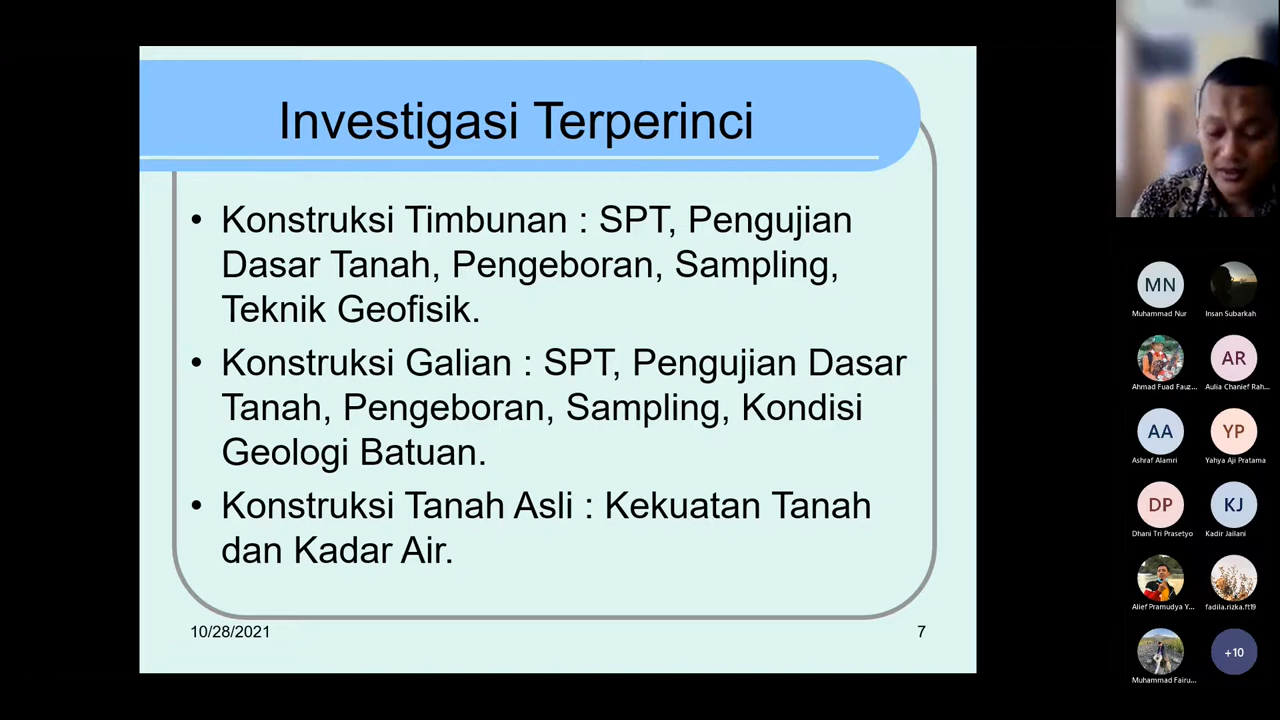 Investigasi Terperinci
• Konstruksi Timbunan : SPT, Pengujian
Dasar Tanah, Pengeboran, Sampling,
Teknik Geofisik.
• Konstruksi Galian : SPT, Pengujian Dasar
Tanah, Pengeboran, Sampling, Kondisi
Geologi Batuan.
• Konstruksi Tanah Asli : Kekuatan Tanah
dan Kadar Air.
10/28/2021
7
MN
Muhammad Nur
Insan Subarkah
Ahmad Fuad Fauz...
AR
Aulia Chanief Rah...
AA
Ashraf Alamri
YP
Yahya Aji Pratama
DP
Dhani Tri Prasetyo
KJ
Kadir Jailani
Alief Pramudya Y...
fadila.rizka.ft19
Muhammad Fairu...
+10